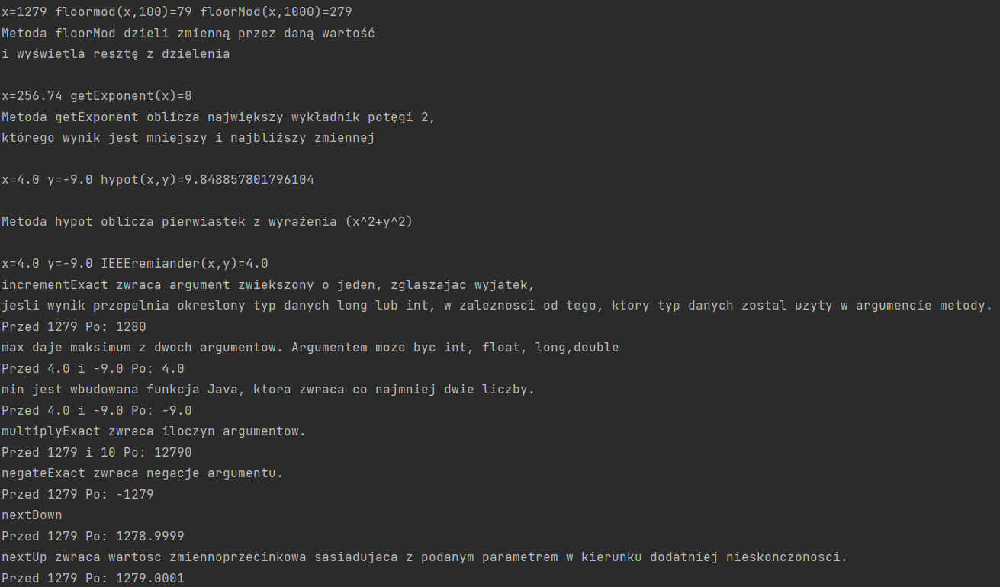 x=1279 floormod(x,100)=79 floorMod(x,1000)=279
Metoda floorMod dzieli zmienną przez daną wartość
i wyświetla resztę z dzielenia
x=256.74 getExponent(x)=8
Metoda getExponent oblicza największy wykładnik potęgi 2,
którego wynik jest mniejszy i najbliższy zmiennej
x=4.0 y=-9.0 hypot(x,y)=9.848857801796104
Metoda hypot oblicza pierwiastek z wyrażenia (x^2+y^2)
x=4.0 y=-9.0 IEEEremiander(x,y)=4.0
incrementExact zwraca argument zwiekszony o jeden, zglaszajac wyjatek,
jesli wynik przepelnia okreslony typ danych long lub int, w zaleznosci od tego, ktory typ danych zostal uzyty w argumencie metody.
Przed 1279 Po: 1280
max daje maksimum z dwoch argumentow. Argumentem moze byc int, float, long,double
Przed 4.0 i -9.0 Po: 4.0
min jest wbudowana funkcja Java, ktora zwraca co najmniej dwie liczby.
Przed 4.0 i -9.0 Po: -9.0
multiplyExact zwraca iloczyn argumentow.
Przed 1279 i 10 Po: 12790
negateExact zwraca negacje argumentu.
Przed 1279 Po: -1279
nextDown
Przed 1279 Po: 1278.9999
nextUp zwraca wartosc zmiennoprzecinkowa sasiadujaca z podanym parametrem w kierunku dodatniej nieskonczonosci.
Przed 1279 Po: 1279.0001